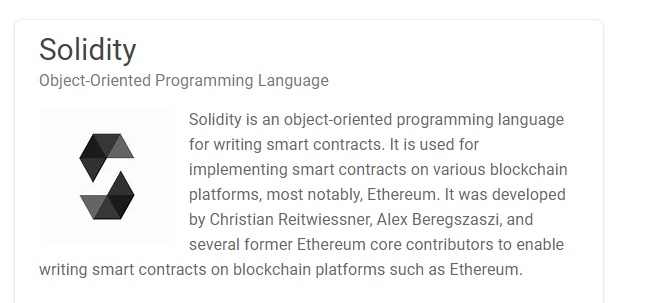 Solidity
Object-Oriented Programming Language
Solidity is an object-oriented programming language
for writing smart contracts. It is used for
implementing smart contracts on various blockchain
platforms, most notably, Ethereum. It was developed
by Christian Reitwiessner, Alex Beregszaszi, and
several former Ethereum core contributors to enable
writing smart contracts on blockchain platforms such as Ethereum.